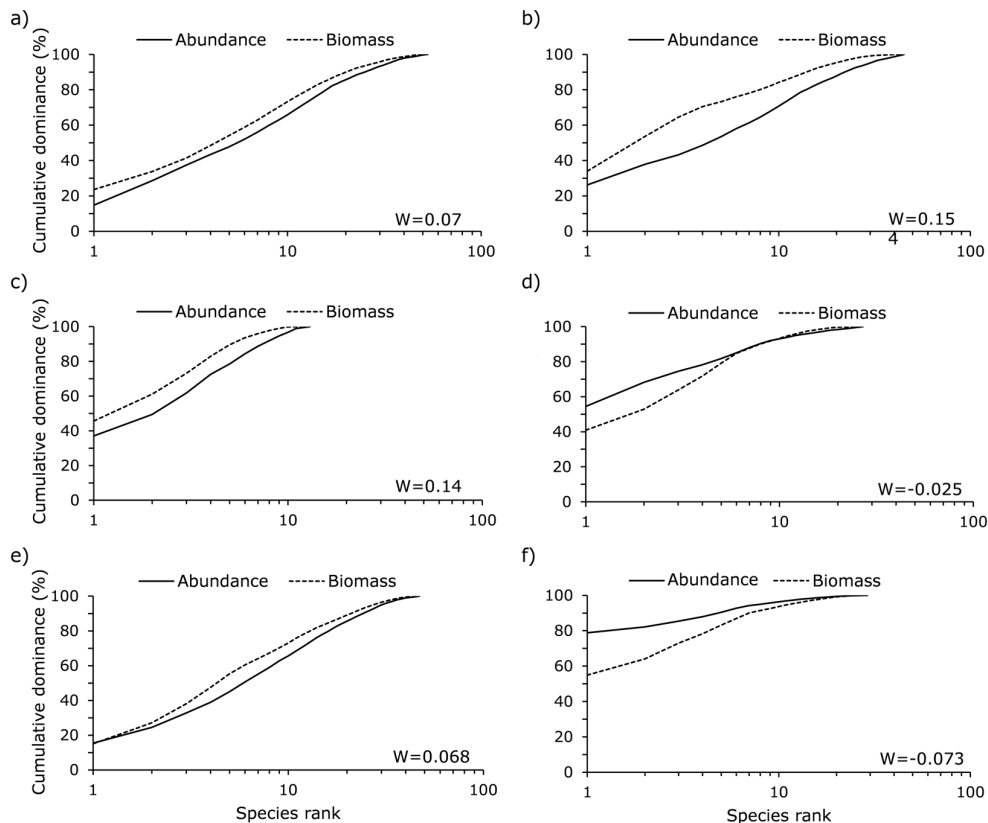 a)
Abundance Biomass
Cumulative dominance (%)
100
80
60
40
20
0
W=0.07
1 10 100
b)
Abundance Biomass
100
80
60
40
20
0
W=0.15
4
1 10 100
c)
Abundance Biomass
Cumulative dominance (%)
100
80
60
40
20
0
W=0.14
1 10 100
d)
Abundance Biomass
100
80
60
40
20
0
W=-0.025
1 10 100
e)
Abundance Biomass
Cumulative dominance (%)
100
80
60
40
20
0
W=0.068
1 10 100
Species rank
f)
Abundance Biomass
100
80
60
40
20
0
W=-0.073
1 10 100
Species rank